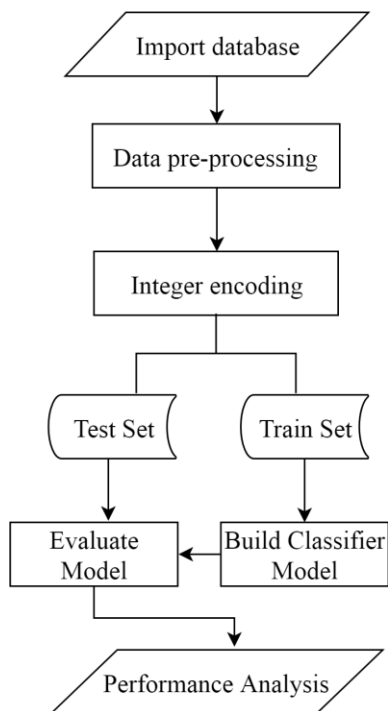 Import database
Data pre-processing
Integer encoding
Test Set
Train Set
Evaluate
Model
Build Classifier
Model
Performance Analysis